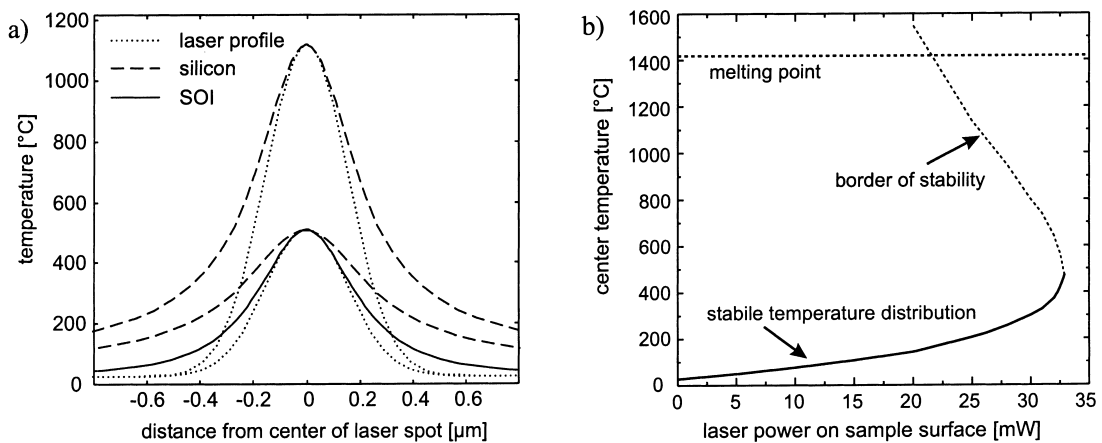 a)
laser profile
silicon
SOI
temperature [°C]
1200
1000
800
600
400
200
0
-0.6 -0.4 -0.2 0 0.2 0.4 0.6
distance from center of laser spot [µm]
b)
melting point
border of stability
stabile temperature distribution
center temperature [°C]
1600
1400
1200
1000
800
600
400
200
0
0 5 10 15 20 25 30 35
laser power on sample surface [mW]